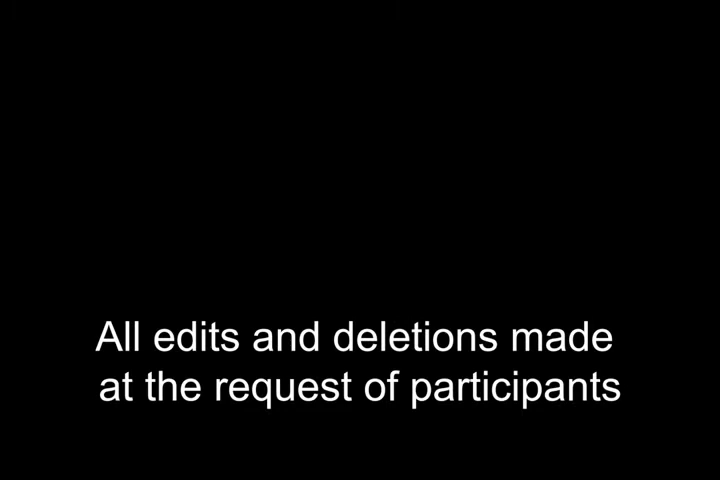 All edits and deletions made
at the request of participants